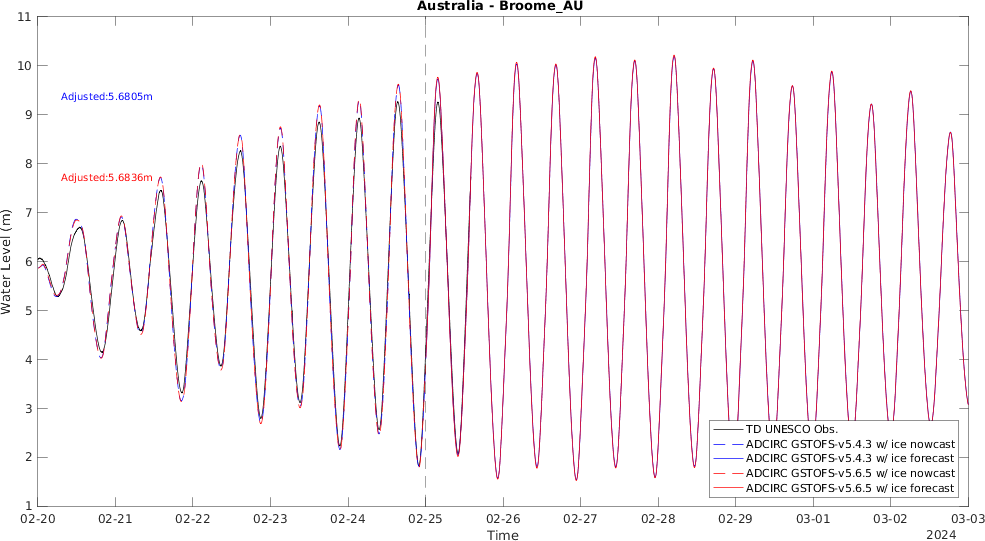 Australia - Broome_AU
11
10
9
8
7
6
5
4
3
2
1
Water Level (m)
Adjusted:5.6805m
Adjusted:5.6836m
TD UNESCO Obs.
ADCIRC GSTOFS-v5.4.3 w/ ice nowcast
ADCIRC GSTOFS-v5.4.3 w/ ice forecast
ADCIRC GSTOFS-v5.6.5 w/ ice nowcast
ADCIRC GSTOFS-v5.6.5 w/ ice forecast
02-20 02-21 02-22 02-23 02-24 02-25 02-26 02-27 02-28 02-29 03-01 03-02 03-03
Time
2024